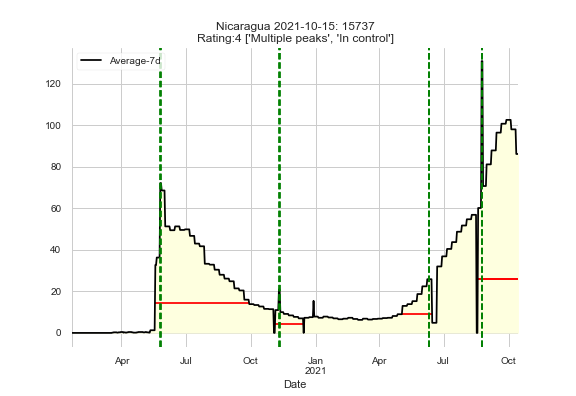 Nicaragua 2021-10-15: 15737
Rating:4 ['Multiple peaks', 'In control']
Average-7d
120
100
80
60
40
20
0
Apr Jul Oct Jan Apr Jul Oct
2021
Date